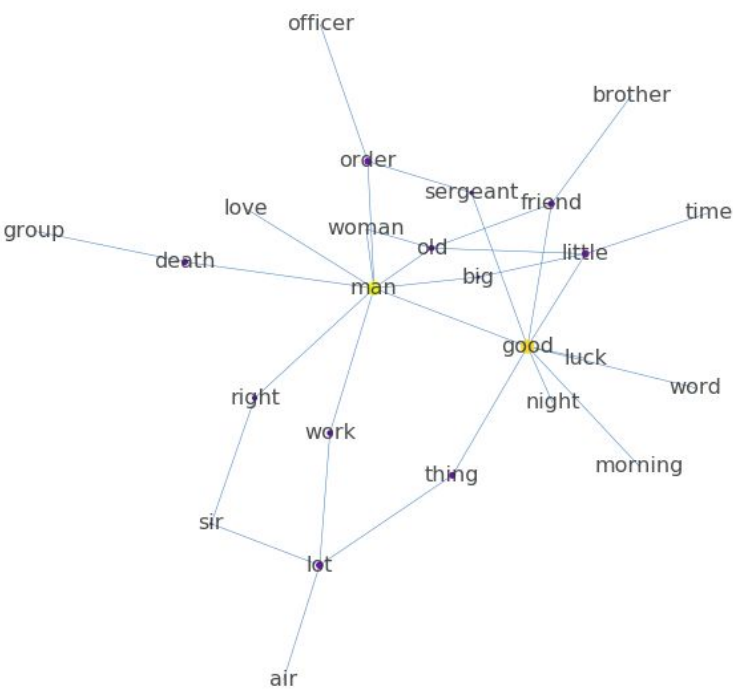 officer
brother
order
sergeant
friend
love
time
group
woman
old
little
death
big
man
good
luck
word
right
night
work
morning
thing
sir
lot
air